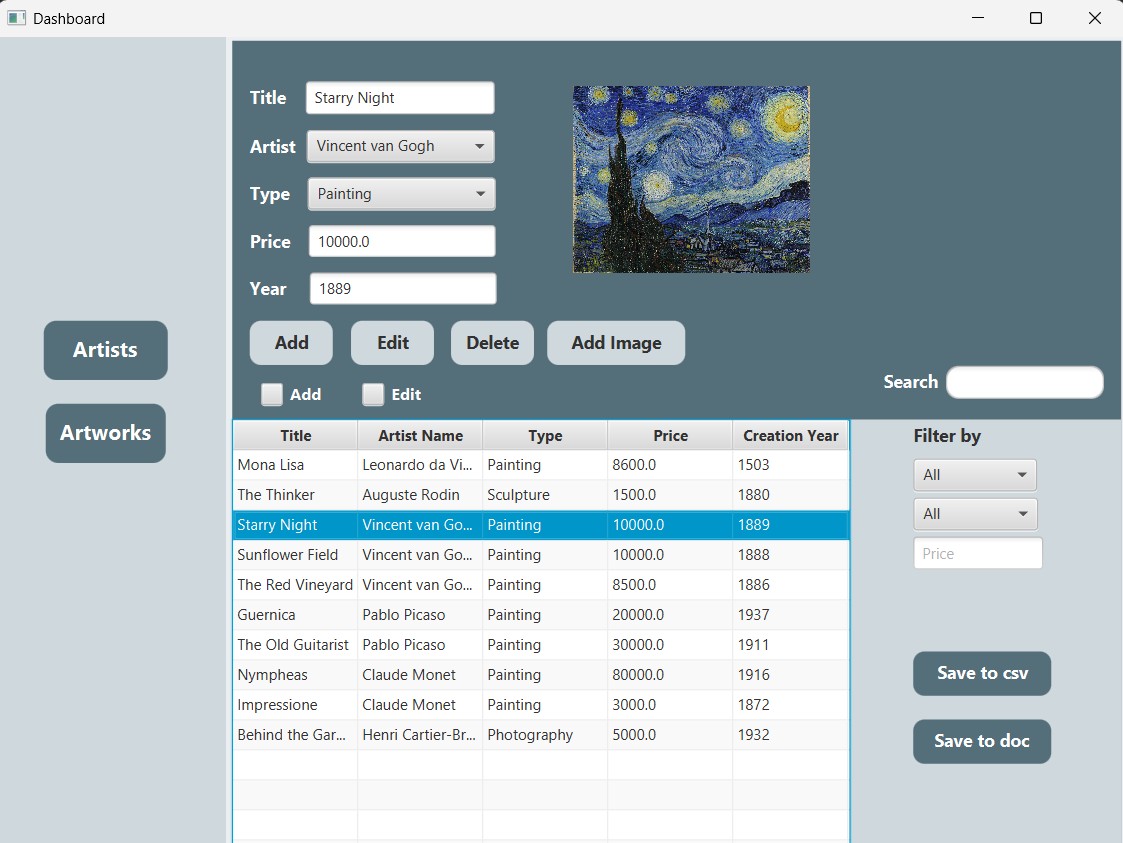 Dashboard
Title Starry Night
Artist Vincent van Gogh
Type Painting
Price 10000.0
Year 1889
Add Edit Delete Add Image
Add Edit
Search
Artists
Artworks
Title Artist Name Type Price Creation Year
Mona Lisa Leonardo da Vi... Painting 8600.0 1503
The Thinker Auguste Rodin Sculpture 1500.0 1880
Starry Night Vincent van Go... Painting 10000.0 1889
Sunflower Field Vincent van Go... Painting 10000.0 1888
The Red Vineyard Vincent van Go... Painting 8500.0 1886
Guernica Pablo Picaso Painting 20000.0 1937
The Old Guitarist Pablo Picaso Painting 30000.0 1911
Nympheas Claude Monet Painting 80000.0 1916
Impressione Claude Monet Painting 3000.0 1872
Behind the Gar... Henri Cartier-Br... Photography 5000.0 1932
Filter by
All
All
Price
Save to csv
Save to doc